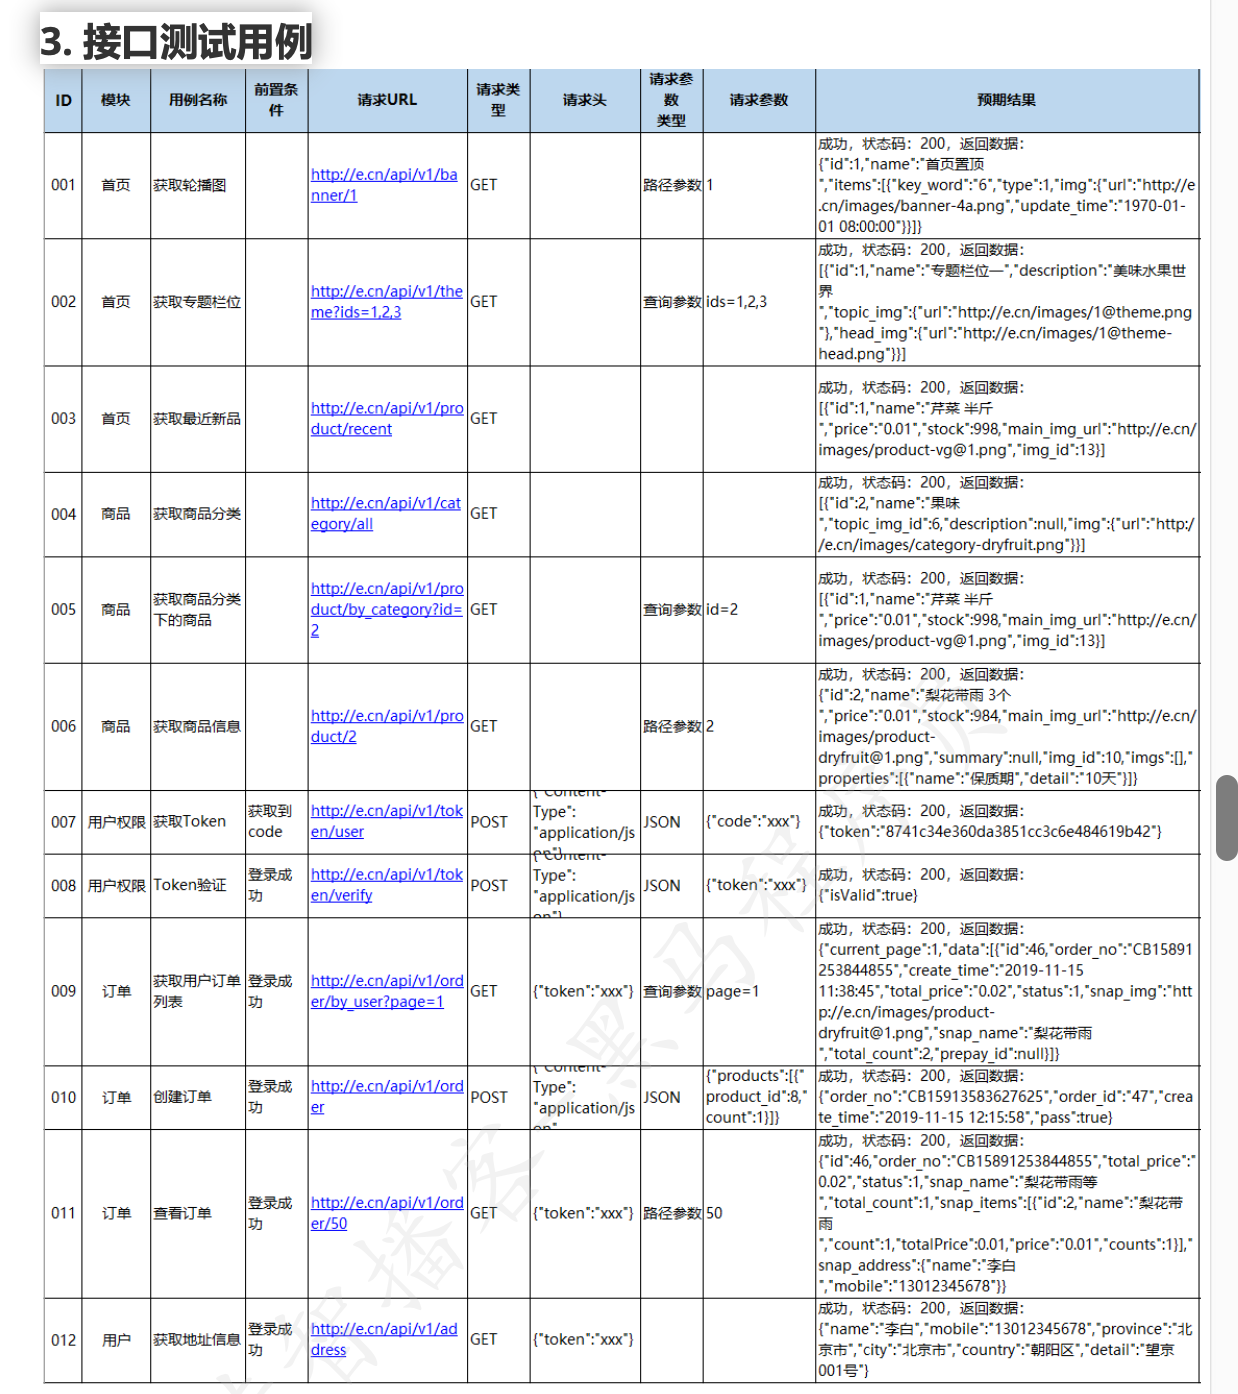 3. 接口测试用例
ID
模块
用例名称
前置条
件
请求URL
请求类
型
请求头
请求参
数
类型
请求参数
预期结果
001
首页
获取轮播图
http://e.cn/api/v1/ba
nner/1
GET
路径参数
1
成功，状态码：200，返回数据：
{"id":1,"name":"首页置顶
","items":[{"key_word":"6","type":1,"img":{"url":"http://e
.cn/images/banner-4a.png","update_time":"1970-01-
01 08:00:00"}}]}
002
首页
获取专题栏位
http://e.cn/api/v1/the
me?ids=1,2,3
GET
查询参数
ids=1,2,3
成功，状态码：200，返回数据：
[{"id":1,"name":"专题栏位一","description":"美味水果世
界
","topic_img":{"url":"http://e.cn/images/1@theme.png
"},"head_img":{"url":"http://e.cn/images/1@theme-
head.png"}}]
003
首页
获取最近新品
http://e.cn/api/v1/pro
duct/recent
GET
成功，状态码：200，返回数据：
[{"id":1,"name":"芹菜 半斤
","price":"0.01","stock":998,"main_img_url":"http://e.cn/
images/product-vg@1.png","img_id":13}]
004
商品
获取商品分类
http://e.cn/api/v1/cat
egory/all
GET
成功，状态码：200，返回数据：
[{"id":2,"name":"果味
","topic_img_id":6,"description":null,"img":{"url":"http:/
/e.cn/images/category-dryfruit.png"}}]
005
商品
获取商品分类
下的商品
http://e.cn/api/v1/pro
duct/by_category?id=
2
GET
查询参数
id=2
成功，状态码：200，返回数据：
[{"id":1,"name":"芹菜 半斤
","price":"0.01","stock":998,"main_img_url":"http://e.cn/
images/product-vg@1.png","img_id":13}]
006
商品
获取商品信息
http://e.cn/api/v1/pro
duct/2
GET
路径参数
2
成功，状态码：200，返回数据：
{"id":2,"name":"梨花带雨 3个
","price":"0.01","stock":984,"main_img_url":"http://e.cn/
images/product-
dryfruit@1.png","summary":null,"img_id":10,"imgs":[],"
properties":[{"name":"保质期","detail":"10天"}]}
007
用户权限
获取Token
获取到
code
http://e.cn/api/v1/tok
en/user
POST
{"Content-
Type":
"application/js
on"}
JSON
{"code":"xxx"}
成功，状态码：200，返回数据：
{"token":"8741c34e360da3851cc3c6e484619b42"}
008
用户权限
Token验证
登录成
功
http://e.cn/api/v1/tok
en/verify
POST
{"Content-
Type":
"application/js
on"}
JSON
{"token":"xxx"}
成功，状态码：200，返回数据：
{"isValid":true}
009
订单
获取用户订单
列表
登录成
功
http://e.cn/api/v1/ord
er/by_user?page=1
GET
{"token":"xxx"}
查询参数
page=1
成功，状态码：200，返回数据：
{"current_page":1,"data":[{"id":46,"order_no":"CB15891
253844855","create_time":"2019-11-15
11:38:45","total_price":"0.02","status":1,"snap_img":"htt
p://e.cn/images/product-
dryfruit@1.png","snap_name":"梨花带雨
","total_count":2,"prepay_id":null}]}
010
订单
创建订单
登录成
功
http://e.cn/api/v1/ord
er
POST
{"Content-
Type":
"application/js
on"
JSON
{"products":[{"
product_id":8,"
count":1}]}
成功，状态码：200，返回数据：
{"order_no":"CB15913583627625","order_id":"47","crea
te_time":"2019-11-15 12:15:58","pass":true}
011
订单
查看订单
登录成
功
http://e.cn/api/v1/ord
er/50
GET
{"token":"xxx"}
路径参数
50
成功，状态码：200，返回数据：
{"id":46,"order_no":"CB15891253844855","total_price":"
0.02","status":1,"snap_name":"梨花带雨等
","total_count":1,"snap_items":[{"id":2,"name":"梨花带
雨
","count":1,"totalPrice":0.01,"price":"0.01","counts":1}],"
snap_address":{"name":"李白
","mobile":"13012345678"}}
012
用户
获取地址信息
登录成
功
http://e.cn/api/v1/ad
dress
GET
{"token":"xxx"}
成功，状态码：200，返回数据：
{"name":"李白","mobile":"13012345678","province":"北
京市","city":"北京市","country":"朝阳区","detail":"望京
001号"}